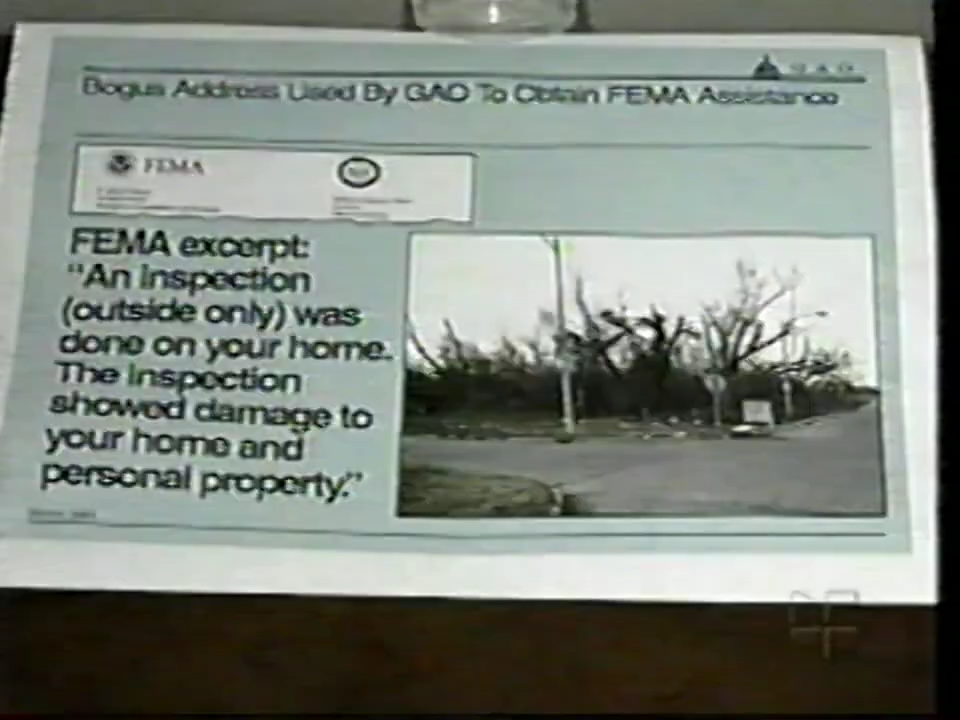 GAO
Bogus Address Used By GAO To Obtain FEMA Assistance
FEMA
FEMA excerpt:
“An Inspection
(outside only) was
done on your home.
The Inspection
showed damage to
your home and
personal property.”